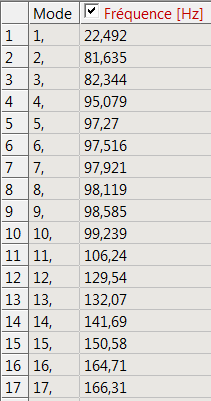 Mode Fréquence [Hz]
1 1, 22,492
2 2, 81,635
3 3, 82,344
4 4, 95,079
5 5, 97,27
6 6, 97,516
7 7, 97,921
8 8, 98,119
9 9, 98,585
10 10, 99,239
11 11, 106,24
12 12, 129,54
13 13, 132,07
14 14, 141,69
15 15, 150,58
16 16, 164,71
17 17, 166,31